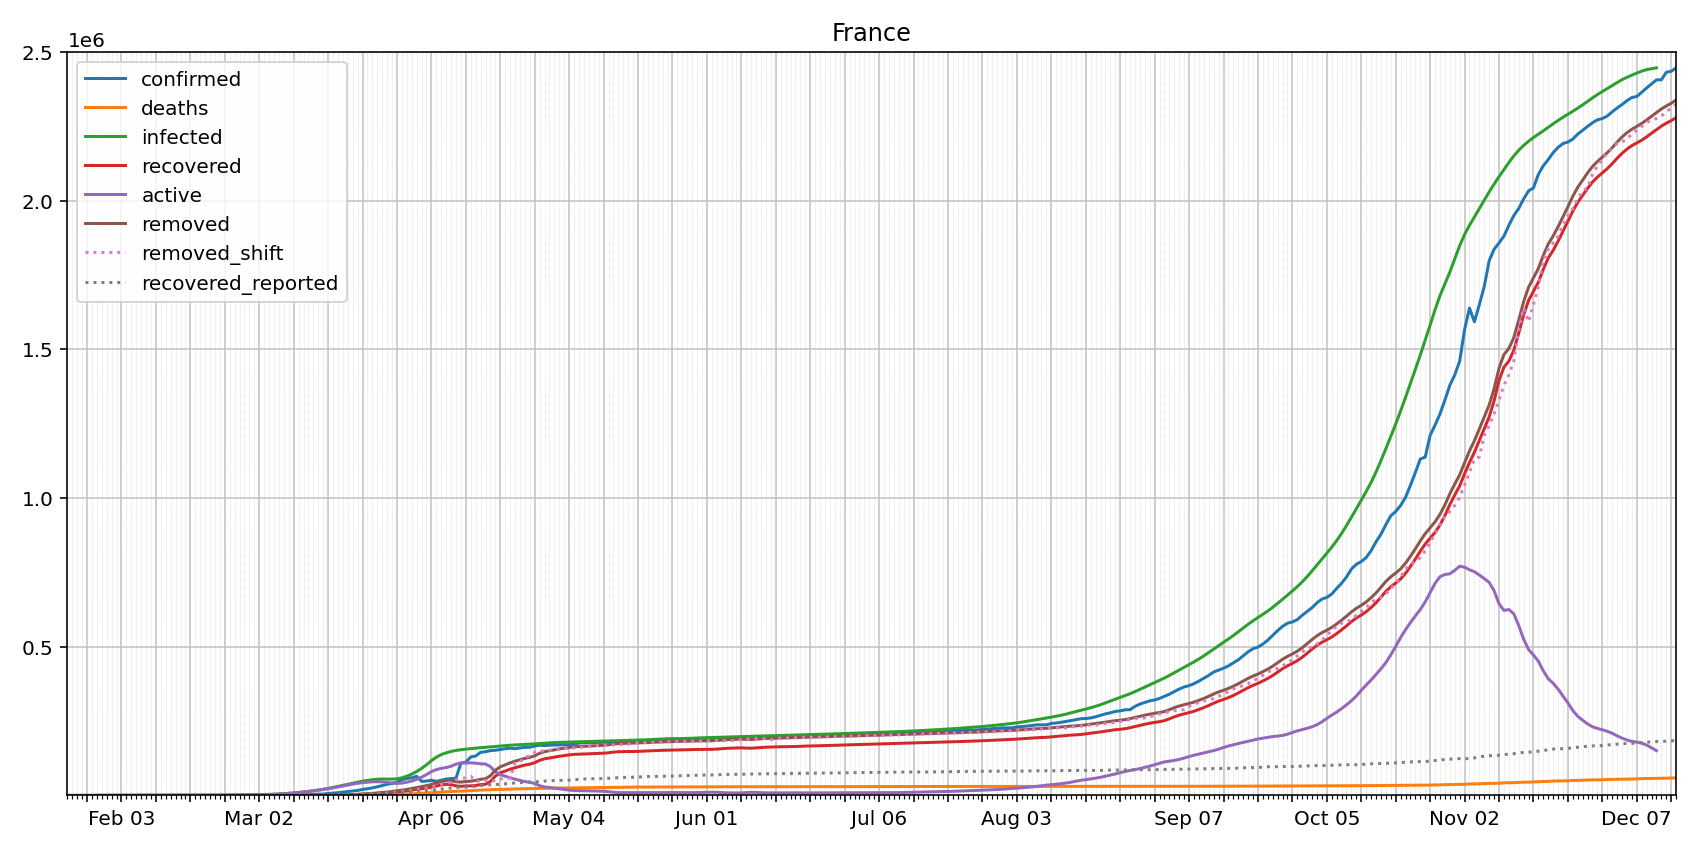 France
1e6
2.5
2.0
1.5
1.0
0.5
confirmed
deaths
infected
recovered
active
removed
removed_shift
recovered_reported
Feb 03 Mar 02 Apr 06 May 04 Jun 01 Jul 06 Aug 03 Sep 07 Oct 05 Nov 02 Dec 07